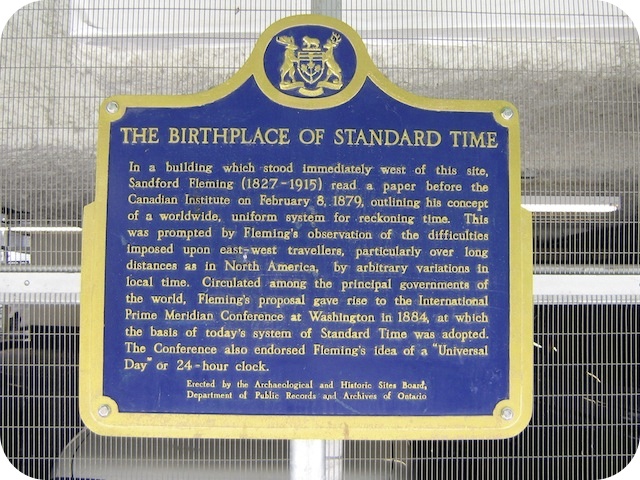 THE BIRTHPLACE OF STANDARD TIME
In a building which stood immediately west of this site,
Sandford Fleming (1827-1915) read a paper before the
Canadian Institute on February 8, 1879, outlining his concept
of a worldwide, uniform system for reckoning time. This
was prompted by Fleming's observation of the difficulties
imposed upon east-west travellers, particularly over long
distances as in North America, by arbitrary variations in
local time. Circulated among the principal governments of
the world, Fleming's proposal gave rise to the International
Prime Meridian Conference at Washington in 1884, at which
the basis of today's system of Standard Time was adopted.
The Conference also endorsed Fleming's idea of a "Universal
Day" or 24-hour clock.
Erected by the Archaeological and Historic Sites Board,
Department of Public Records and Archives of Ontario